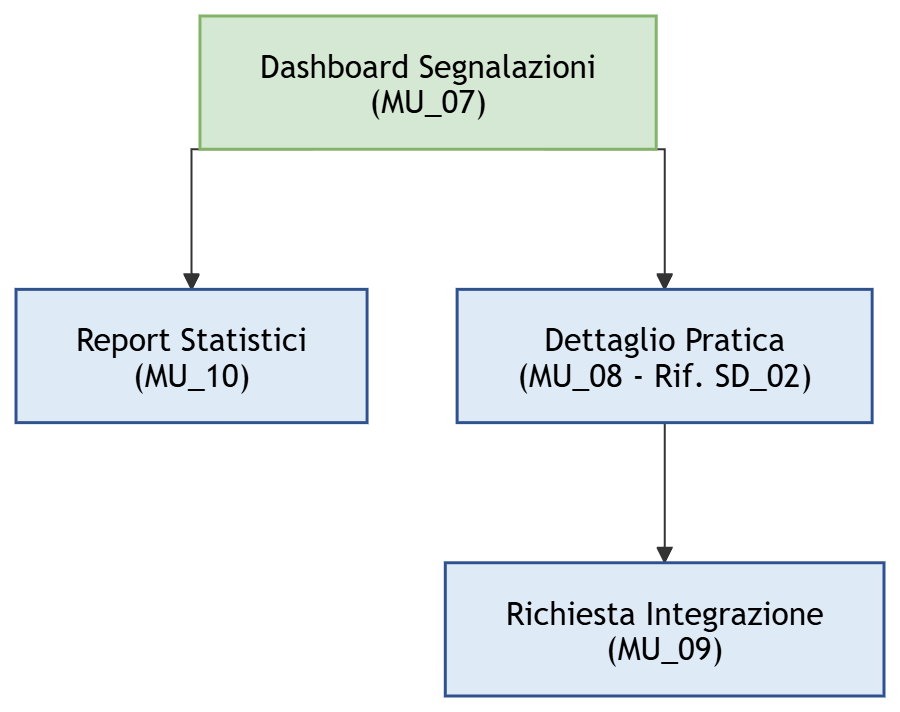 Dashboard Segnalazioni
(MU_07)
Report Statistici
(MU_10)
Dettaglio Pratica
(MU_08 - Rif. SD_02)
Richiesta Integrazione
(MU_09)